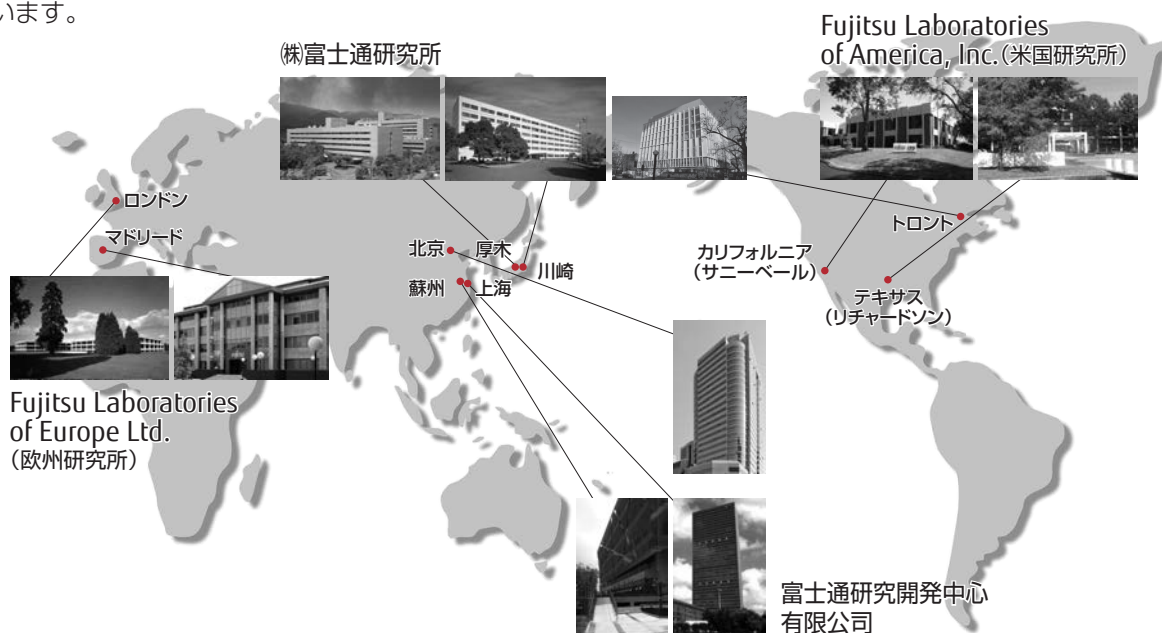 います。
㈱富士通研究所
Fujitsu Laboratories
of America, Inc.（米国研究所）
ロンドン
マドリード
北京
厚木
川崎
蘇州
上海
トロント
カリフォルニア
（サニーベール）
テキサス
（リチャードソン）
Fujitsu Laboratories
of Europe Ltd.
（欧州研究所）
富士通研究開発中心
有限公司